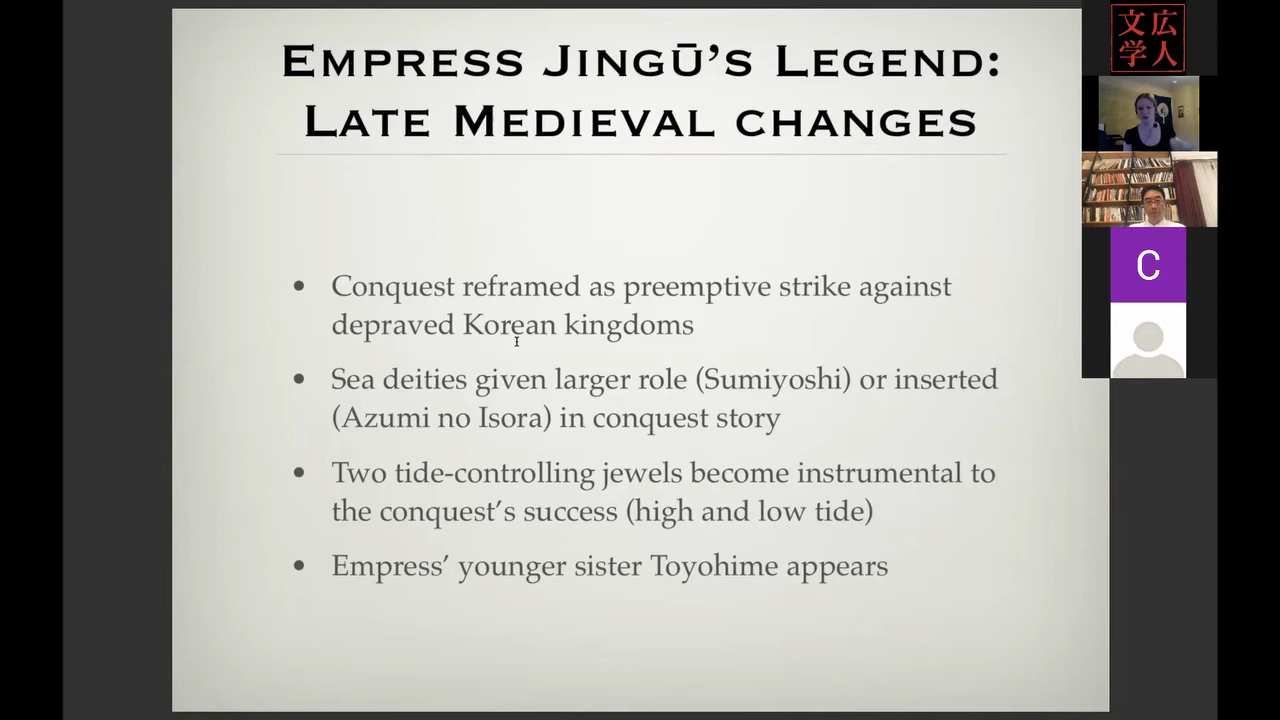 EMPRESS JINGŪ’S LEGEND:
LATE MEDIEVAL CHANGES
• Conquest reframed as preemptive strike against
depraved Korean kingdoms
• Sea deities given larger role (Sumiyoshi) or inserted
(Azumi no Isora) in conquest story
• Two tide-controlling jewels become instrumental to
the conquest’s success (high and low tide)
• Empress’ younger sister Toyohime appears
文広
学人
C